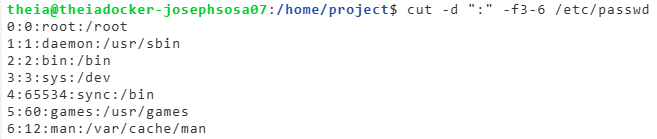 theia@theiadocker-josephsosa07:/home/project$ cut -d ":" -f3-6 /etc/passwd
0:0:root:/root
1:1:daemon:/usr/sbin
2:2:bin:/bin
3:3:sys:/dev
4:65534:sync:/bin
5:60:games:/usr/games
6:12:man:/var/cache/man